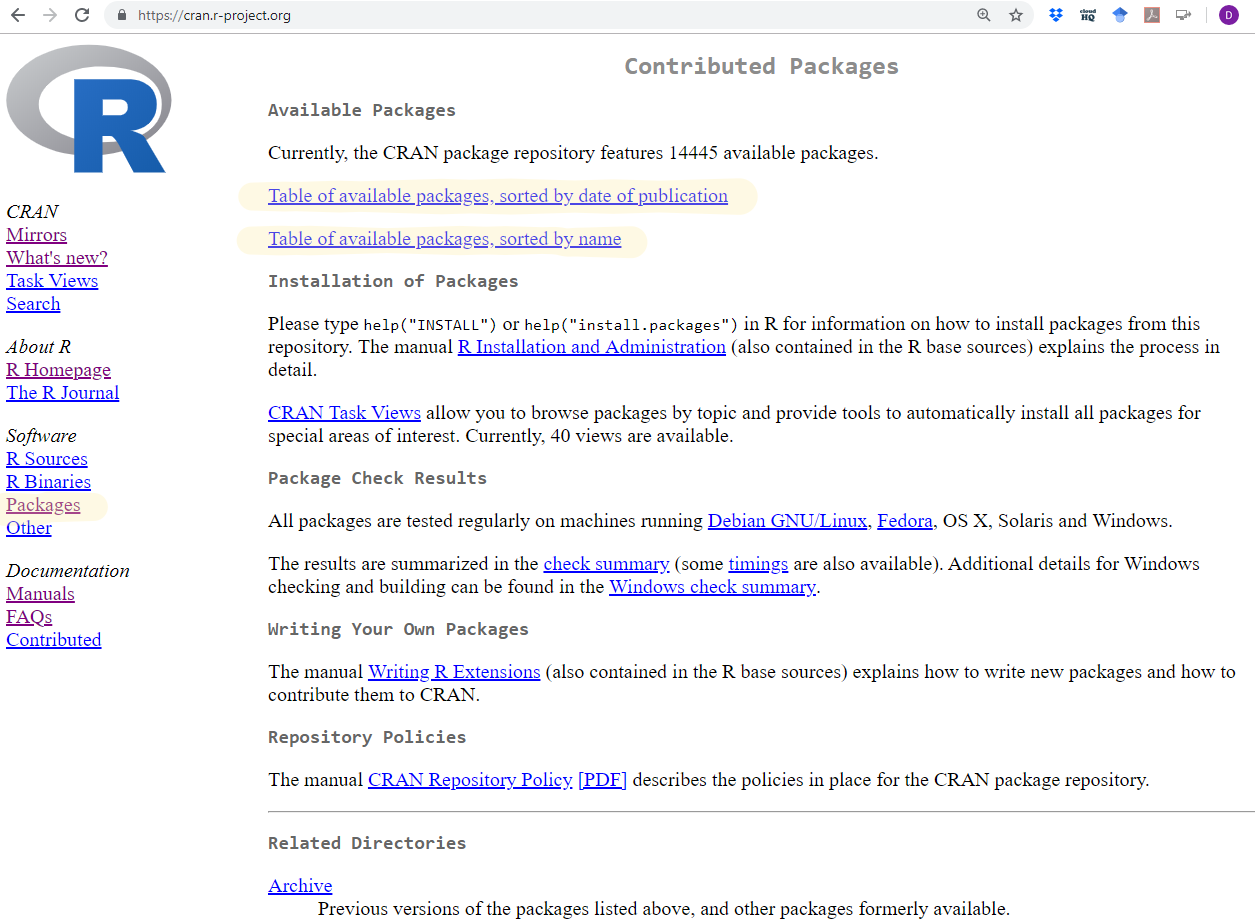 https://cran.r-project.org
cloud
HQ
D
R
CRAN
Mirrors
What's new?
Task Views
Search
About R
R Homepage
The R Journal
Software
R Sources
R Binaries
Packages
Other
Documentation
Manuals
FAQs
Contributed
Contributed Packages
Available Packages
Currently, the CRAN package repository features 14445 available packages.
Table of available packages, sorted by date of publication
Table of available packages, sorted by name
Installation of Packages
Please type help("INSTALL") or help("install.packages") in R for information on how to install packages from this
repository. The manual R Installation and Administration (also contained in the R base sources) explains the process in
detail.
CRAN Task Views allow you to browse packages by topic and provide tools to automatically install all packages for
special areas of interest. Currently, 40 views are available.
Package Check Results
All packages are tested regularly on machines running Debian GNU/Linux, Fedora, OS X, Solaris and Windows.
The results are summarized in the check summary (some timings are also available). Additional details for Windows
checking and building can be found in the Windows check summary.
Writing Your Own Packages
The manual Writing R Extensions (also contained in the R base sources) explains how to write new packages and how to
contribute them to CRAN.
Repository Policies
The manual CRAN Repository Policy [PDF] describes the policies in place for the CRAN package repository.
Related Directories
Archive
Previous versions of the packages listed above, and other packages formerly available.